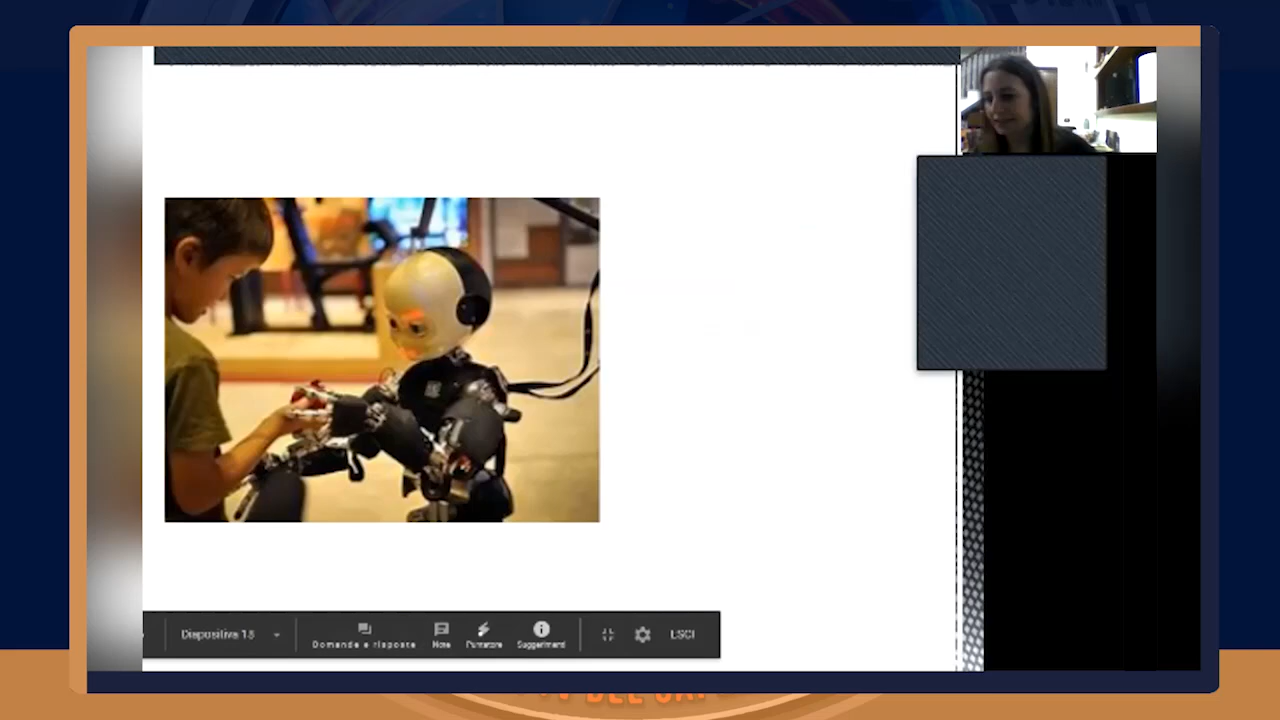 Diapositiva 18
Domande e risposte
Note
Puntatore
Suggerimenti
ESCI